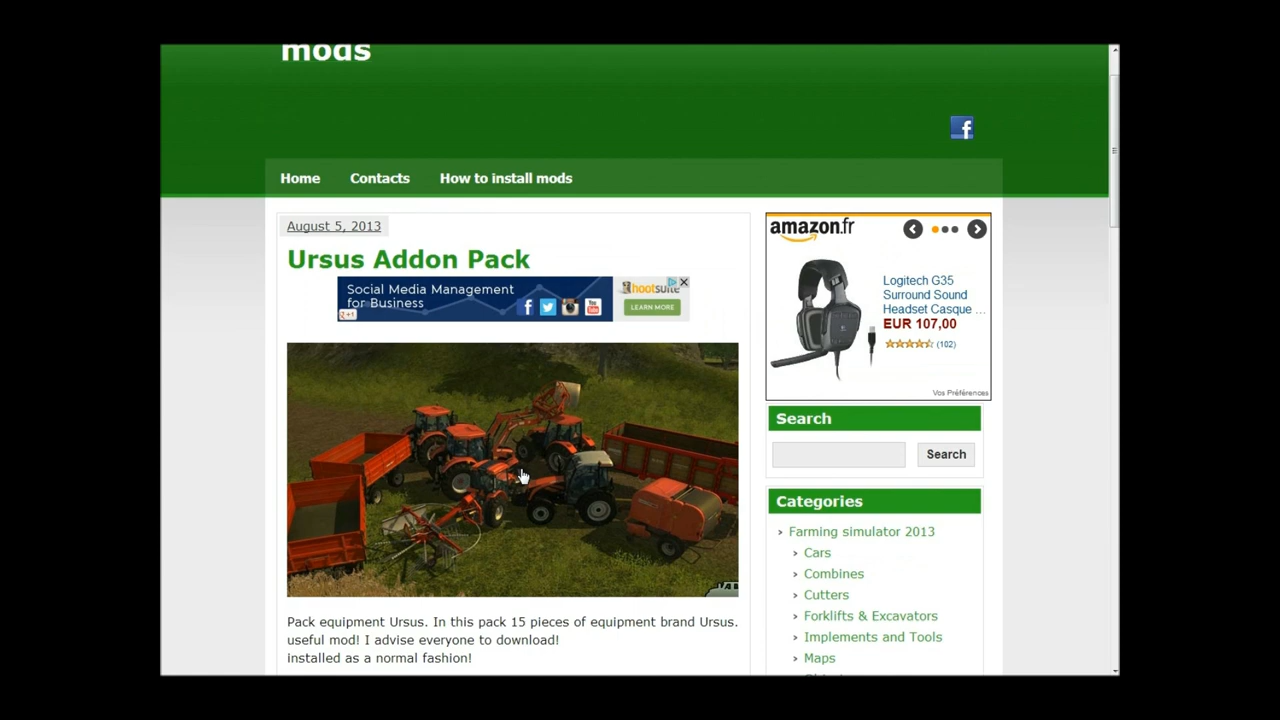 mods
Home
Contacts
How to install mods
August 5, 2013
Ursus Addon Pack
Social Media Management
for Business
hootsuite
LEARN MORE
+1
Pack equipment Ursus. In this pack 15 pieces of equipment brand Ursus.
useful mod! I advise everyone to download!
installed as a normal fashion!
amazon.fr
Logitech G35
Surround Sound
Headset Casque ...
EUR 107,00
(102)
Vos Préférences
Search
Search
Categories
Farming simulator 2013
Cars
Combines
Cutters
Forklifts & Excavators
Implements and Tools
Maps